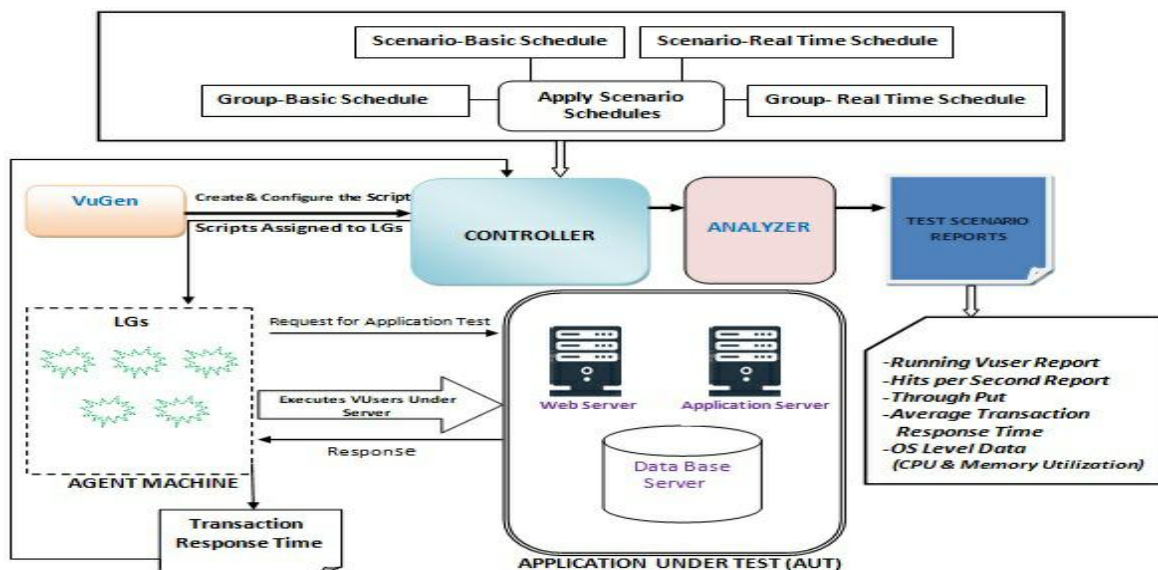 Scenario-Basic Schedule
Scenario-Real Time Schedule
Group-Basic Schedule
Apply Scenario
Schedules
Group- Real Time Schedule
VuGen
Create& Configure the Script
Scripts Assigned to LGs
CONTROLLER
ANALYZER
TEST SCENARIO
REPORTS
LGs
Request for Application Test
Executes VUsers Under
Server
Response
AGENT MACHINE
Transaction
Response Time
Web Server
Application Server
Data Base
Server
APPLICATION UNDER TEST (AUT)
-Running Vuser Report
-Hits per Second Report
-Through Put
-Average Transaction
Response Time
-OS Level Data
(CPU & Memory Utilization)